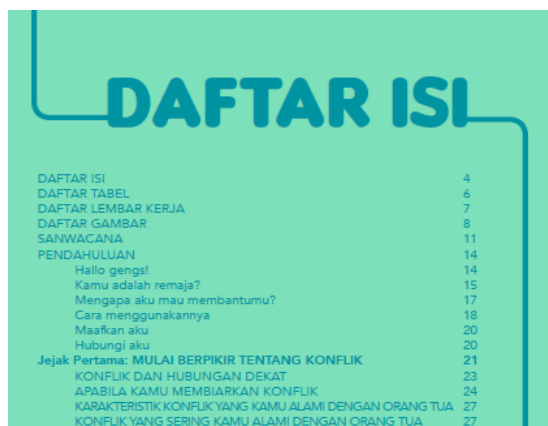 DAFTAR ISI
DAFTAR ISI 4
DAFTAR TABEL 6
DAFTAR LEMBAR KERJA 7
DAFTAR GAMBAR 8
SANWACANA 11
PENDAHULUAN 14
Hallo gengs! 14
Kamu adalah remaja? 15
Mengapa aku mau membantumu? 17
Cara menggunakannya 18
Maafkan aku 20
Hubungi aku 20
Jejak Pertama: MULAI BERPIKIR TENTANG KONFLIK 21
KONFLIK DAN HUBUNGAN DEKAT 23
APABILA KAMU MEMBIARKAN KONFLIK 24
KARAKTERISTIK KONFLIK YANG KAMU ALAMI DENGAN ORANG TUA 27
KONFLIK YANG SERING KAMU ALAMI DENGAN ORANG TUA 27